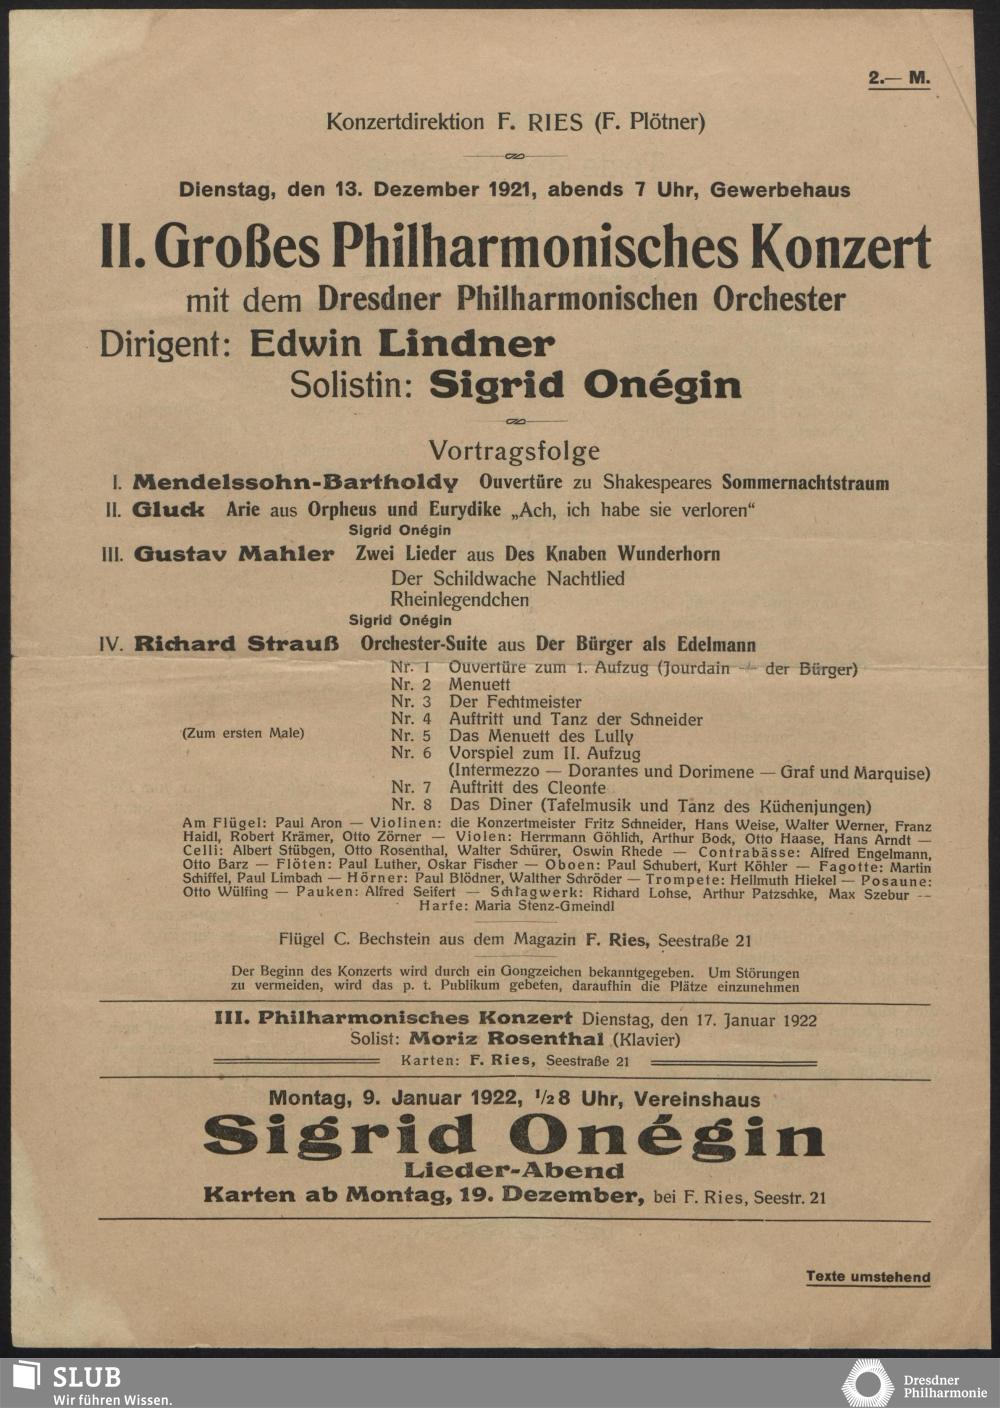 2.— M.
Konzertdirektion F. RIES (F. Plötner)
Dienstag, den 13. Dezember 1921, abends 7 Uhr, Gewerbehaus
II. Großes Philharmonisches Konzert
mit dem Dresdner Philharmonischen Orchester
Dirigent: Edwin Lindner
Solistin: Sigrid Onégin
Vortragsfolge
I. Mendelssohn-Bartholdy Ouvertüre zu Shakespeares Sommernachtstraum
II. Gluck Arie aus Orpheus und Eurydike „Ach, ich habe sie verloren“
Sigrid Onégin
III. Gustav Mahler Zwei Lieder aus Des Knaben Wunderhorn
Der Schildwache Nachtlied
Rheinlegendchen
Sigrid Onégin
IV. Richard Strauß Orchester-Suite aus Der Bürger als Edelmann
Nr. 1 Ouvertüre zum 1. Aufzug (Jourdain — der Bürger)
Nr. 2 Menuett
Nr. 3 Der Fechtmeister
Nr. 4 Auftritt und Tanz der Schneider
(Zum ersten Male) Nr. 5 Das Menuett des Lully
Nr. 6 Vorspiel zum II. Aufzug
(Intermezzo — Dorantes und Dorimene — Graf und Marquise)
Nr. 7 Auftritt des Cleonte
Nr. 8 Das Diner (Tafelmusik und Tanz des Küchenjungen)
Am Flügel: Paul Aron — Violinen: die Konzertmeister Fritz Schneider, Hans Weise, Walter Werner, Franz
Haidl, Robert Krämer, Otto Zörner — Violen: Herrmann Göhlich, Arthur Bock, Otto Haase, Hans Arndt —
Celli: Albert Stübgen, Otto Rosenthal, Walter Schürer, Oswin Rhede — Contrabässe: Alfred Engelmann,
Otto Barz — Flöten: Paul Luther, Oskar Fischer — Oboen: Paul Schubert, Kurt Köhler — Fagotte: Martin
Schiffel, Paul Limbach — Hörner: Paul Blödner, Walther Schröder — Trompete: Hellmuth Hiekel — Posaune:
Otto Wülfing — Pauken: Alfred Seifert — Schlagwerk: Richard Lohse, Arthur Patzschke, Max Szebur —
Harfe: Maria Stenz-Gmeindl
Flügel C. Bechstein aus dem Magazin F. Ries, Seestraße 21
Der Beginn des Konzerts wird durch ein Gongzeichen bekanntgegeben. Um Störungen
zu vermeiden, wird das p. t. Publikum gebeten, daraufhin die Plätze einzunehmen
III. Philharmonisches Konzert Dienstag, den 17. Januar 1922
Solist: Moriz Rosenthal (Klavier)
Karten: F. Ries, Seestraße 21
Montag, 9. Januar 1922, 1/2 8 Uhr, Vereinshaus
Sigrid Onégin
Lieder-Abend
Karten ab Montag, 19. Dezember, bei F. Ries, Seestr. 21
Texte umstehend
SLUB
Wir führen Wissen.
Dresdner
Philharmonie